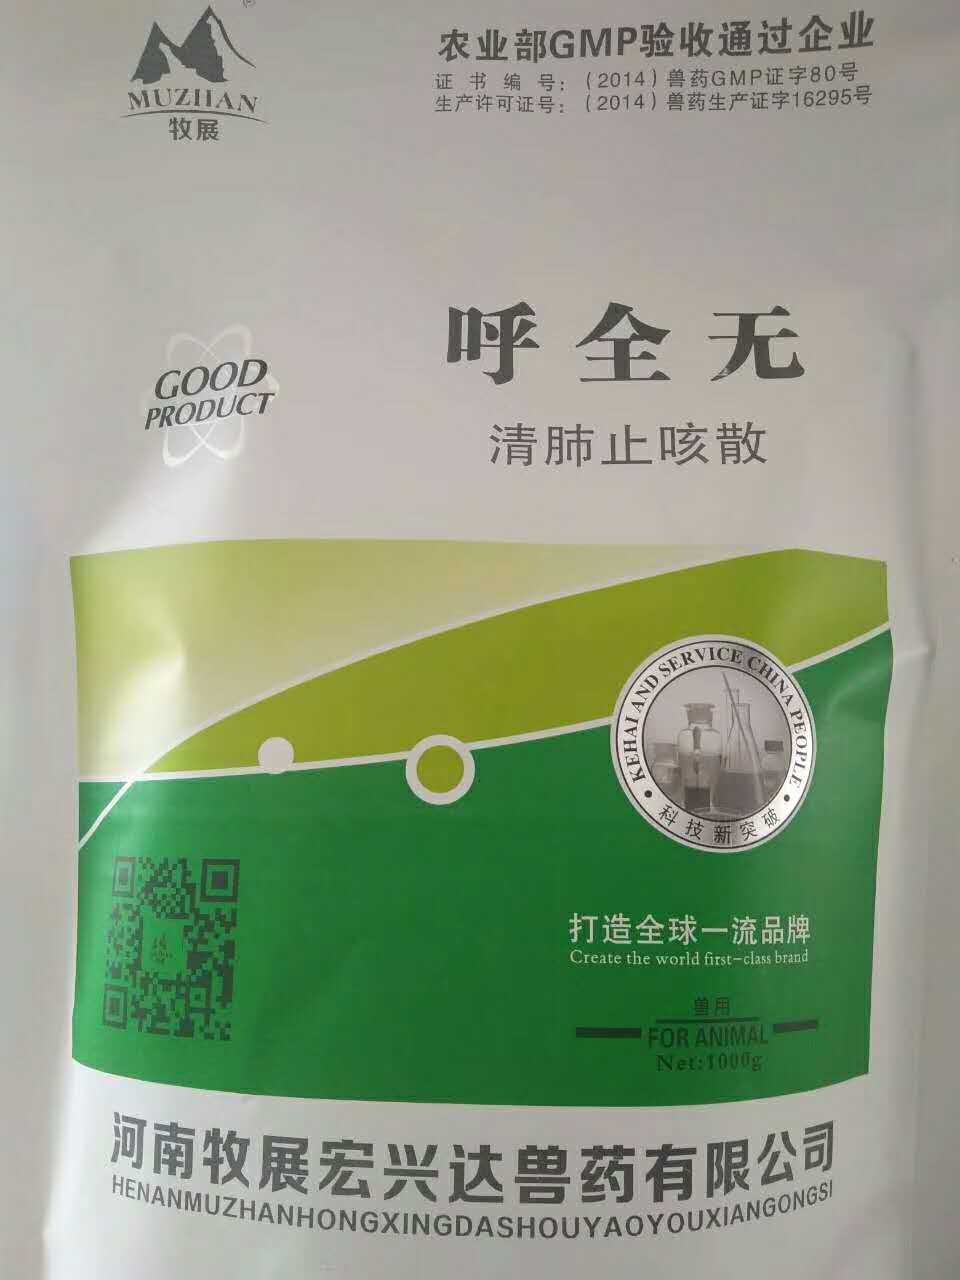 MUZHAN
牧展
农业部GMP验收通过企业
证书编号：（2014）兽药GMP证字80号
生产许可证号：（2014）兽药生产证字16295号
呼全无
GOOD
PRODUCT
清肺止咳散
KEHAI AND SERVICE CHINA PEOPLE
科技新突破
打造全球一流品牌
Create the world first-class brand
兽用
FOR ANIMAL
Net:1000g
河南牧展宏兴达兽药有限公司
HENANMUZHANHONGXINGDASHOUYAOYOUXIANGONGSI